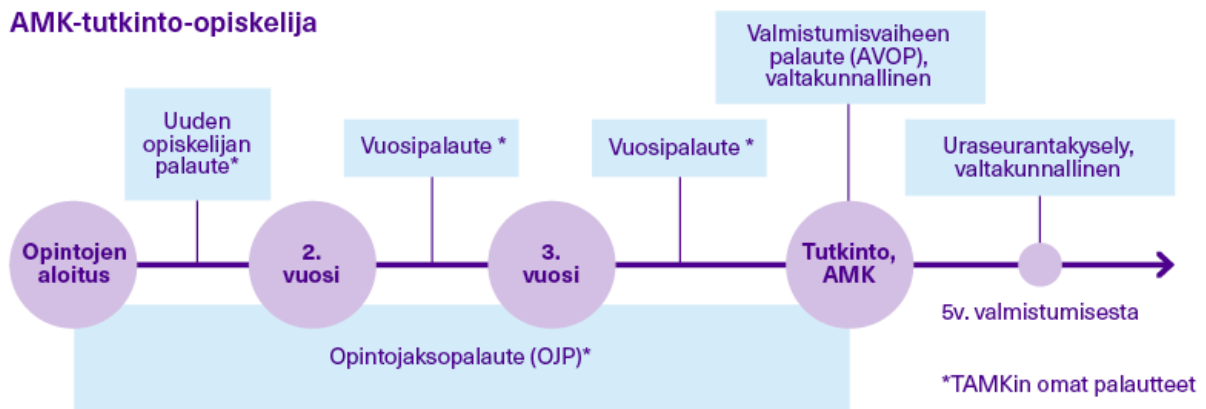 AMK-tutkinto-opiskelija
Valmistumisvaiheen
palaute (AVOP),
valtakunnallinen
Uuden
opiskelijan
palaute*
Vuosipalaute *
Vuosipalaute *
Uraseurantakysely,
valtakunnallinen
Opintojen
aloitus
2.
vuosi
3.
vuosi
Tutkinto,
AMK
5v. valmistumisesta
Opintojaksopalaute (OJP)*
*TAMKin omat palautteet